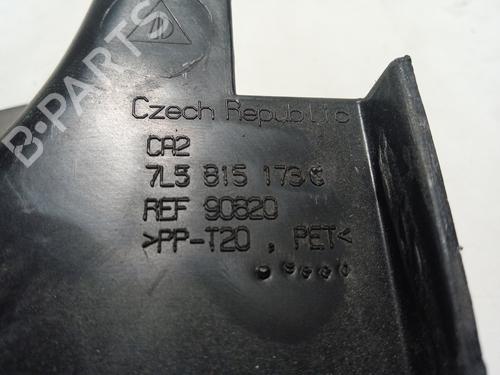 B-PARTS
Czech Republic
CA2
7L5 815 173 C
REF 90820
>PP-T20 , PET<